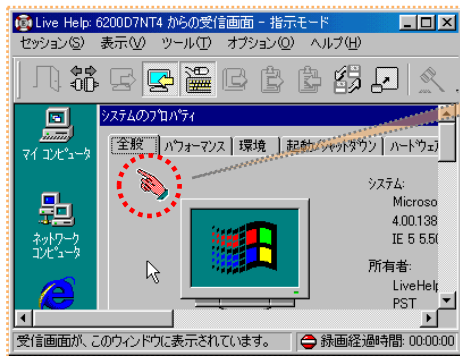 Live Help: 6200D7NT4 からの受信画面 - 指示モード
セッション(S) 表示(V) ツール(T) オプション(O) ヘルプ(H)
システムのプロパティ
全般 パフォーマンス 環境 起動/シャットダウン ハードウェア
マイ コンピュータ
システム:
Microso
4.00.138
IE 5 5.50
ネットワーク
コンピュータ
所有者:
LiveHelp
PST
受信画面が、このウィンドウに表示されています。 録画経過時間: 00:00:00